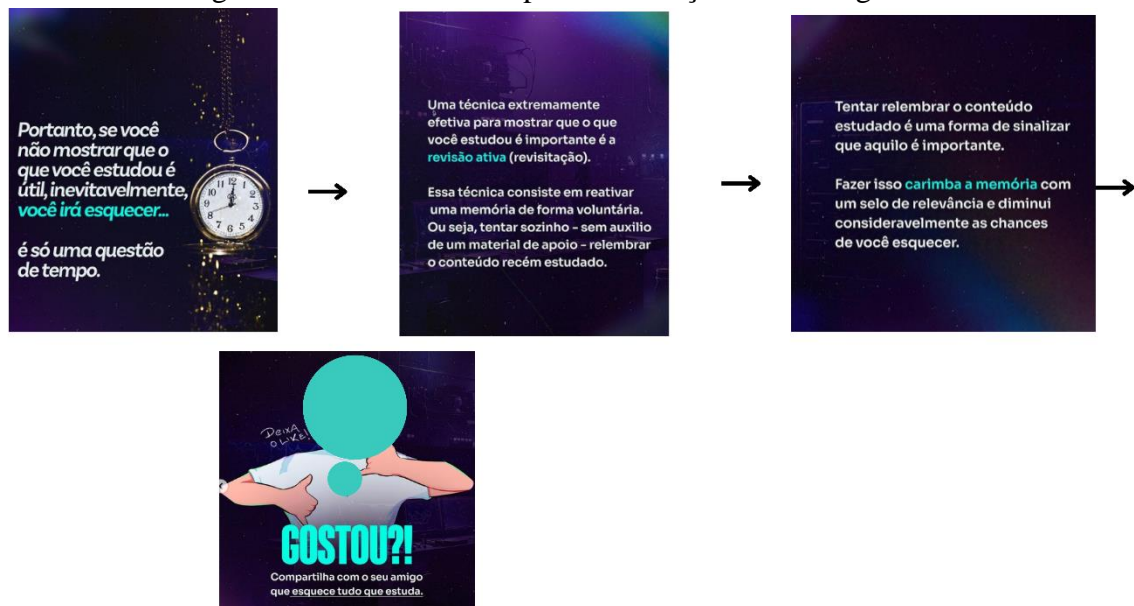 Portanto, se você
não mostrar que o
que você estudou é
útil, inevitavelmente,
você irá esquecer...
é só uma questão
de tempo.
Uma técnica extremamente
efetiva para mostrar que o que
você estudou é importante é a
revisão ativa (revisitação).
Essa técnica consiste em reativar
uma memória de forma voluntária.
Ou seja, tentar sozinho - sem auxilio
de um material de apoio - relembrar
o conteúdo recém estudado.
Tentar relembrar o conteúdo
estudado é uma forma de sinalizar
que aquilo é importante.
Fazer isso carimba a memória com
um selo de relevância e diminui
consideravelmente as chances
de você esquecer.
DEIXA
O LIKE!
GOSTOU?!
Compartilha com o seu amigo
que esquece tudo que estuda.